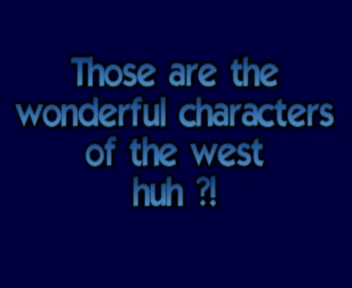 Those are the
wonderful characters
of the west
huh ?!